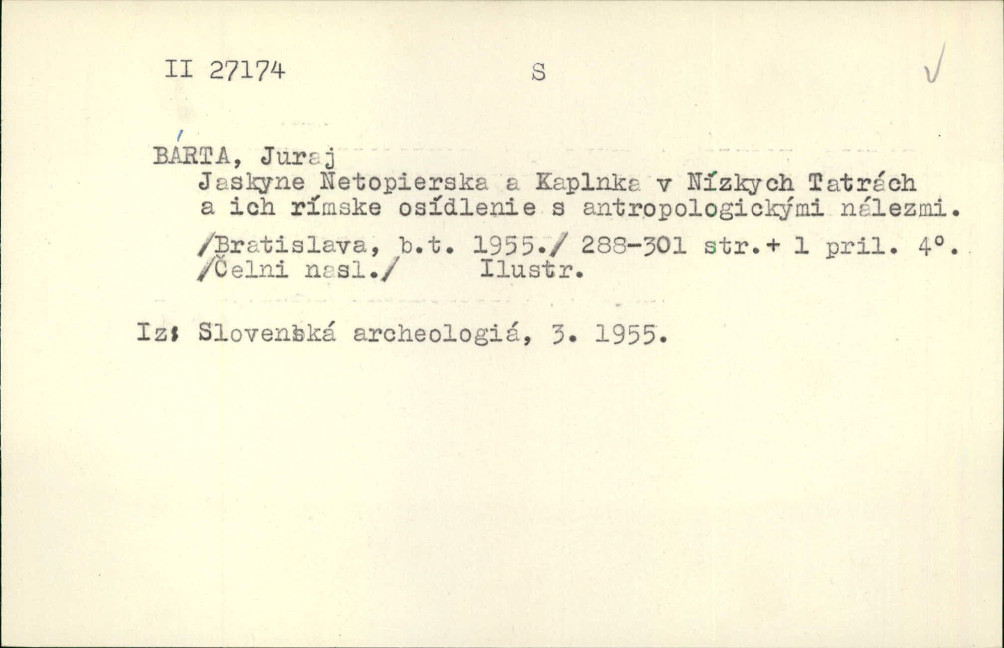 II 27174 S
BÁRTA, Juraj
Jaskyne Netopierska a Kaplnka v Nízkych Tatrách
a ich rímske osídlenie s antropologickými nálezmi.
/Bratislava, b.t. 1955./ 288-301 str.+ 1 pril. 4°.
/Čelni nasl./ Ilustr.
Iz: Slovenská archeologiá, 3. 1955.